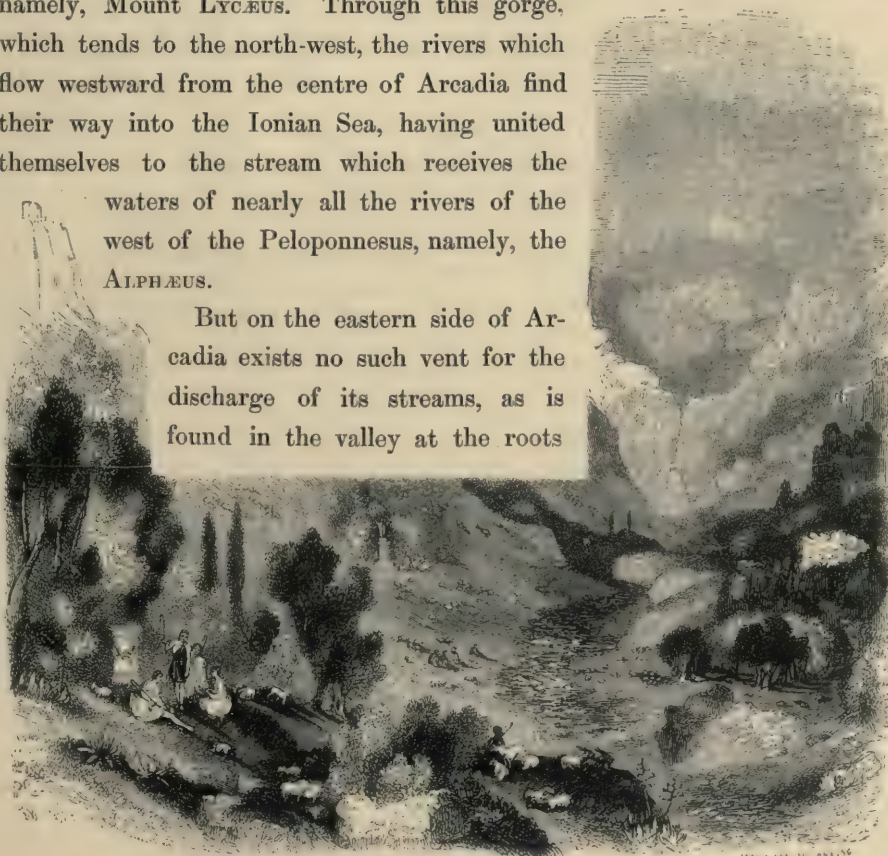 namely, Mount LYCÆUS. Through this gorge,
which tends to the north-west, the rivers which
flow westward from the centre of Arcadia find
their way into the Ionian Sea, having united
themselves to the stream which receives the
waters of nearly all the rivers of the
west of the Peloponnesus, namely, the
ALPHÆUS.
But on the eastern side of Ar-
cadia exists no such vent for the
discharge of its streams, as is
found in the valley at the roots